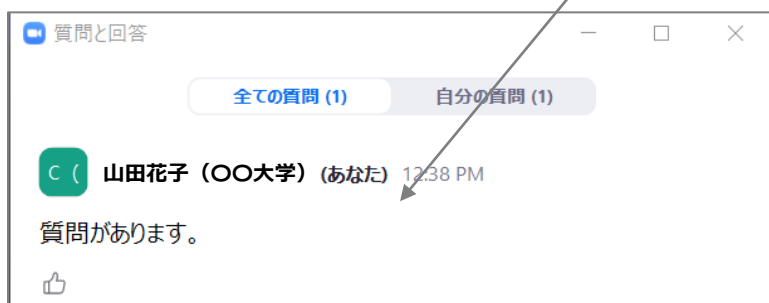 質問と回答
全ての質問 (1) 自分の質問 (1)
C ( 山田花子（〇〇大学） (あなた) 12:38 PM
質問があります。